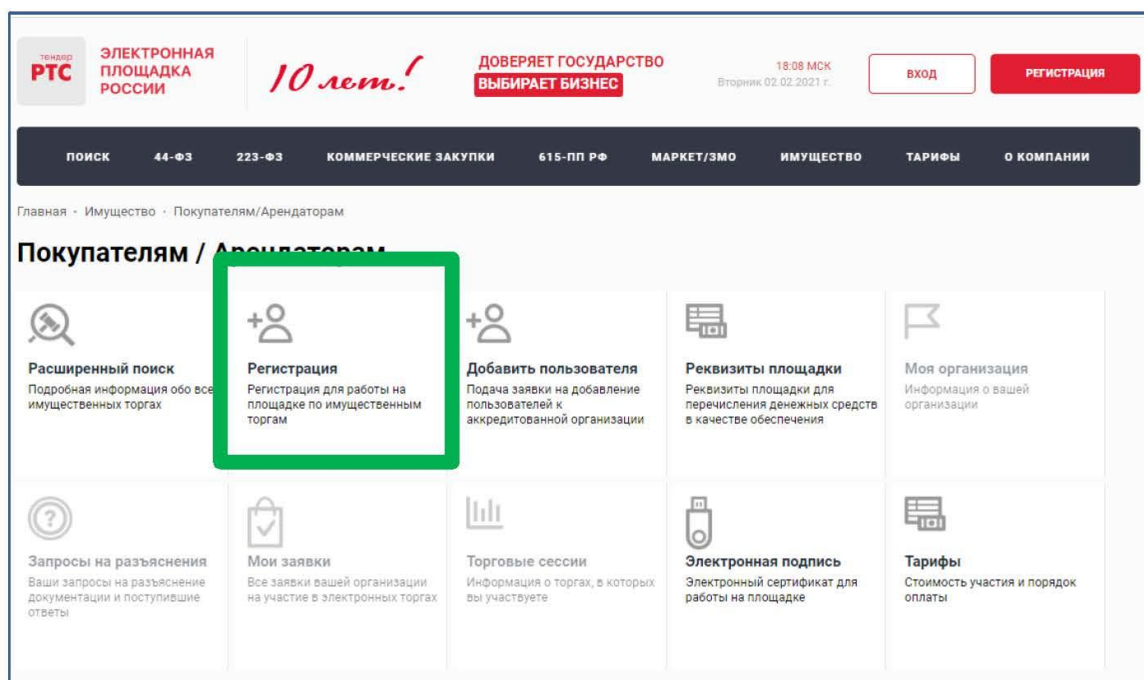 тендер
РТС
ЭЛЕКТРОННАЯ
ПЛОЩАДКА
РОССИИ
10 лет!
ДОВЕРЯЕТ ГОСУДАРСТВО
ВЫБИРАЕТ БИЗНЕС
18:08 МСК
Вторник 02.02.2021 г.
ВХОД
РЕГИСТРАЦИЯ
ПОИСК 44-ФЗ 223-ФЗ КОММЕРЧЕСКИЕ ЗАКУПКИ 615-ПП РФ МАРКЕТ/ЗМО ИМУЩЕСТВО ТАРИФЫ О КОМПАНИИ
Главная · Имущество · Покупателям/Арендаторам
Покупателям / Арендаторам
Расширенный поиск
Подробная информация обо все
имущественных торгах
Регистрация
Регистрация для работы на
площадке по имущественным
торгам
Добавить пользователя
Подача заявки на добавление
пользователей к
аккредитованной организации
Реквизиты площадки
Реквизиты площадки для
перечисления денежных средств
в качестве обеспечения
Моя организация
Информация о вашей
организации
Запросы на разъяснения
Ваши запросы на разъяснение
документации и поступившие
ответы
Мои заявки
Все заявки вашей организации
на участие в электронных торгах
Торговые сессии
Информация о торгах, в которых
вы участвуете
Электронная подпись
Электронный сертификат для
работы на площадке
Тарифы
Стоимость участия и порядок
оплаты